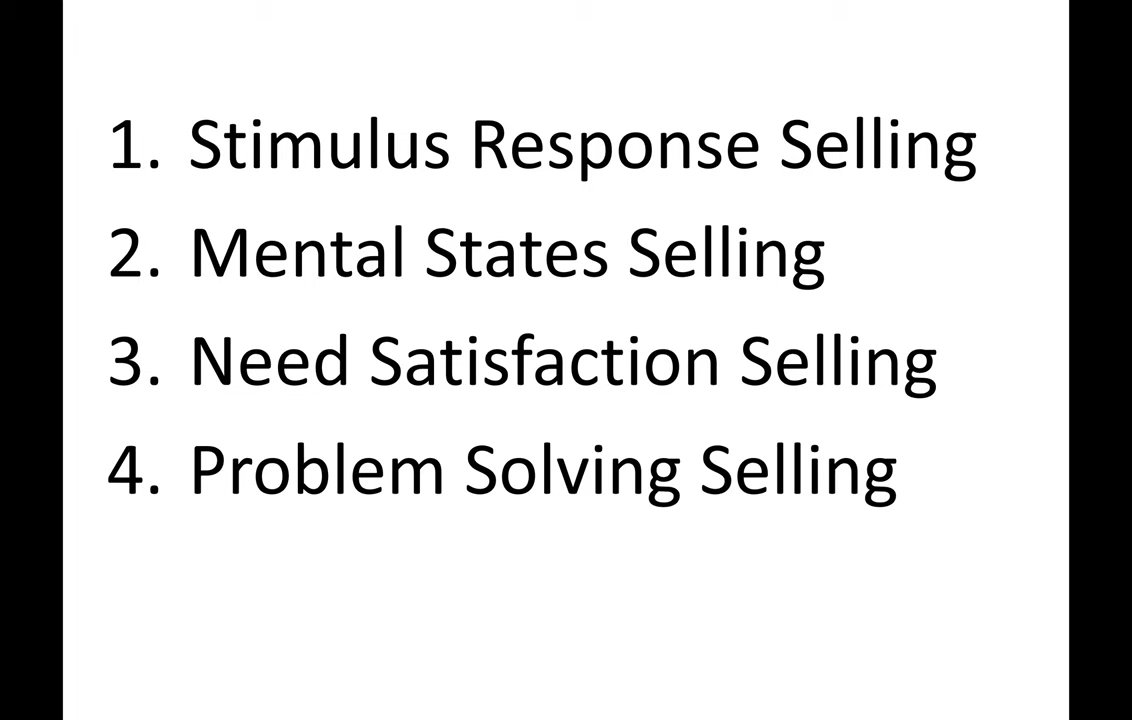 1. Stimulus Response Selling
2. Mental States Selling
3. Need Satisfaction Selling
4. Problem Solving Selling